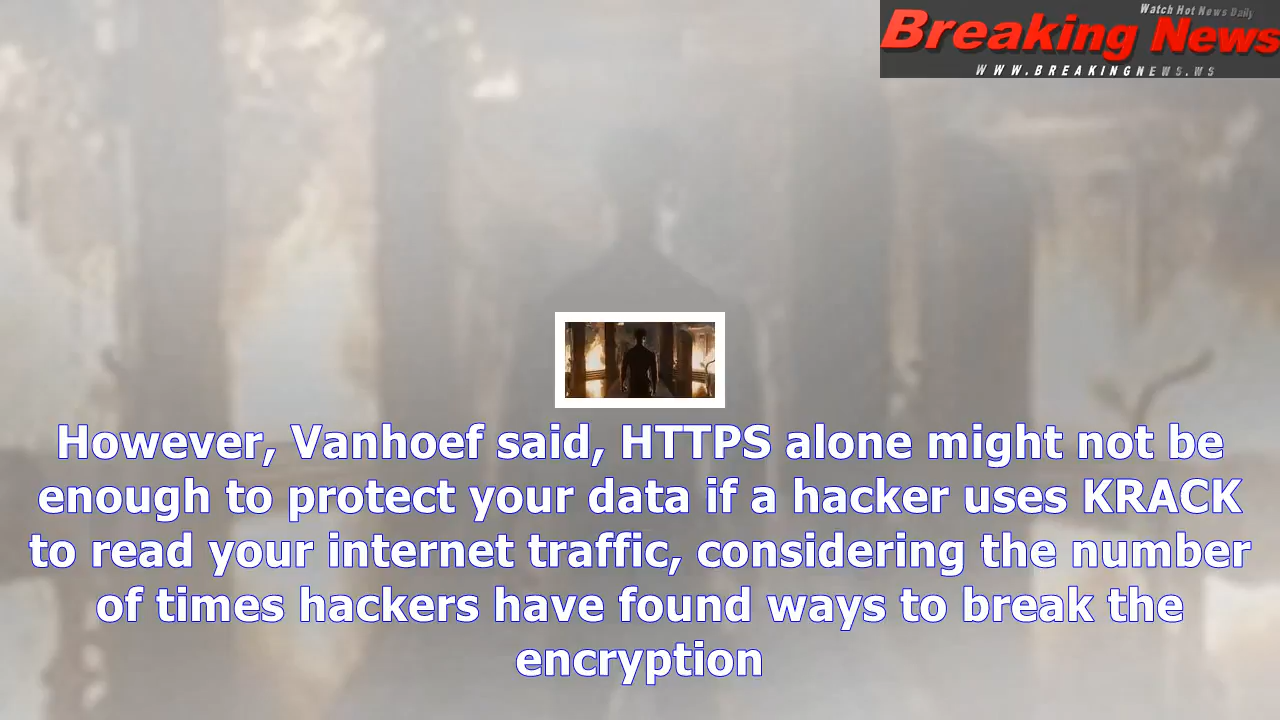 Watch Hot News Daily
Breaking News
WWW.BREAKINGNEWS.WS
However, Vanhoef said, HTTPS alone might not be
enough to protect your data if a hacker uses KRACK
to read your internet traffic, considering the number
of times hackers have found ways to break the
encryption